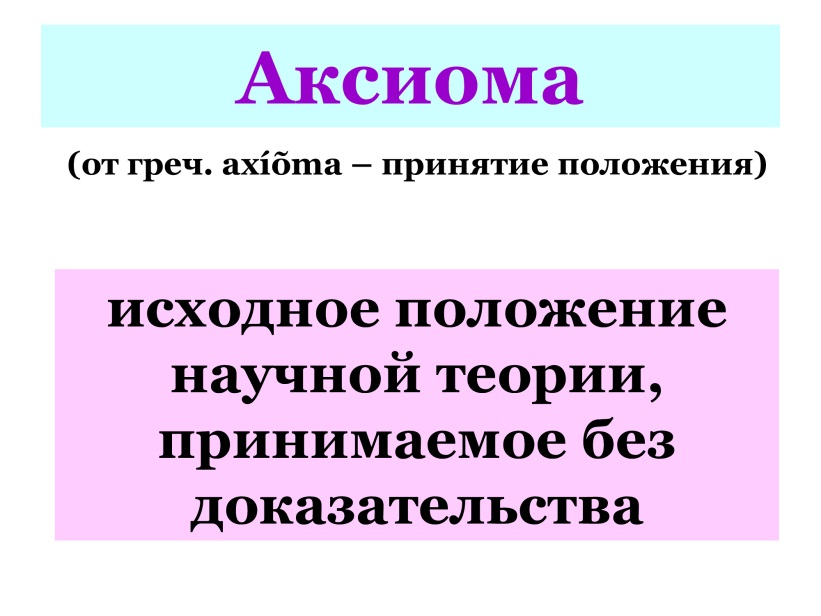 Аксиома
(от греч. axíõma – принятие положения)
исходное положение
научной теории,
принимаемое без
доказательства